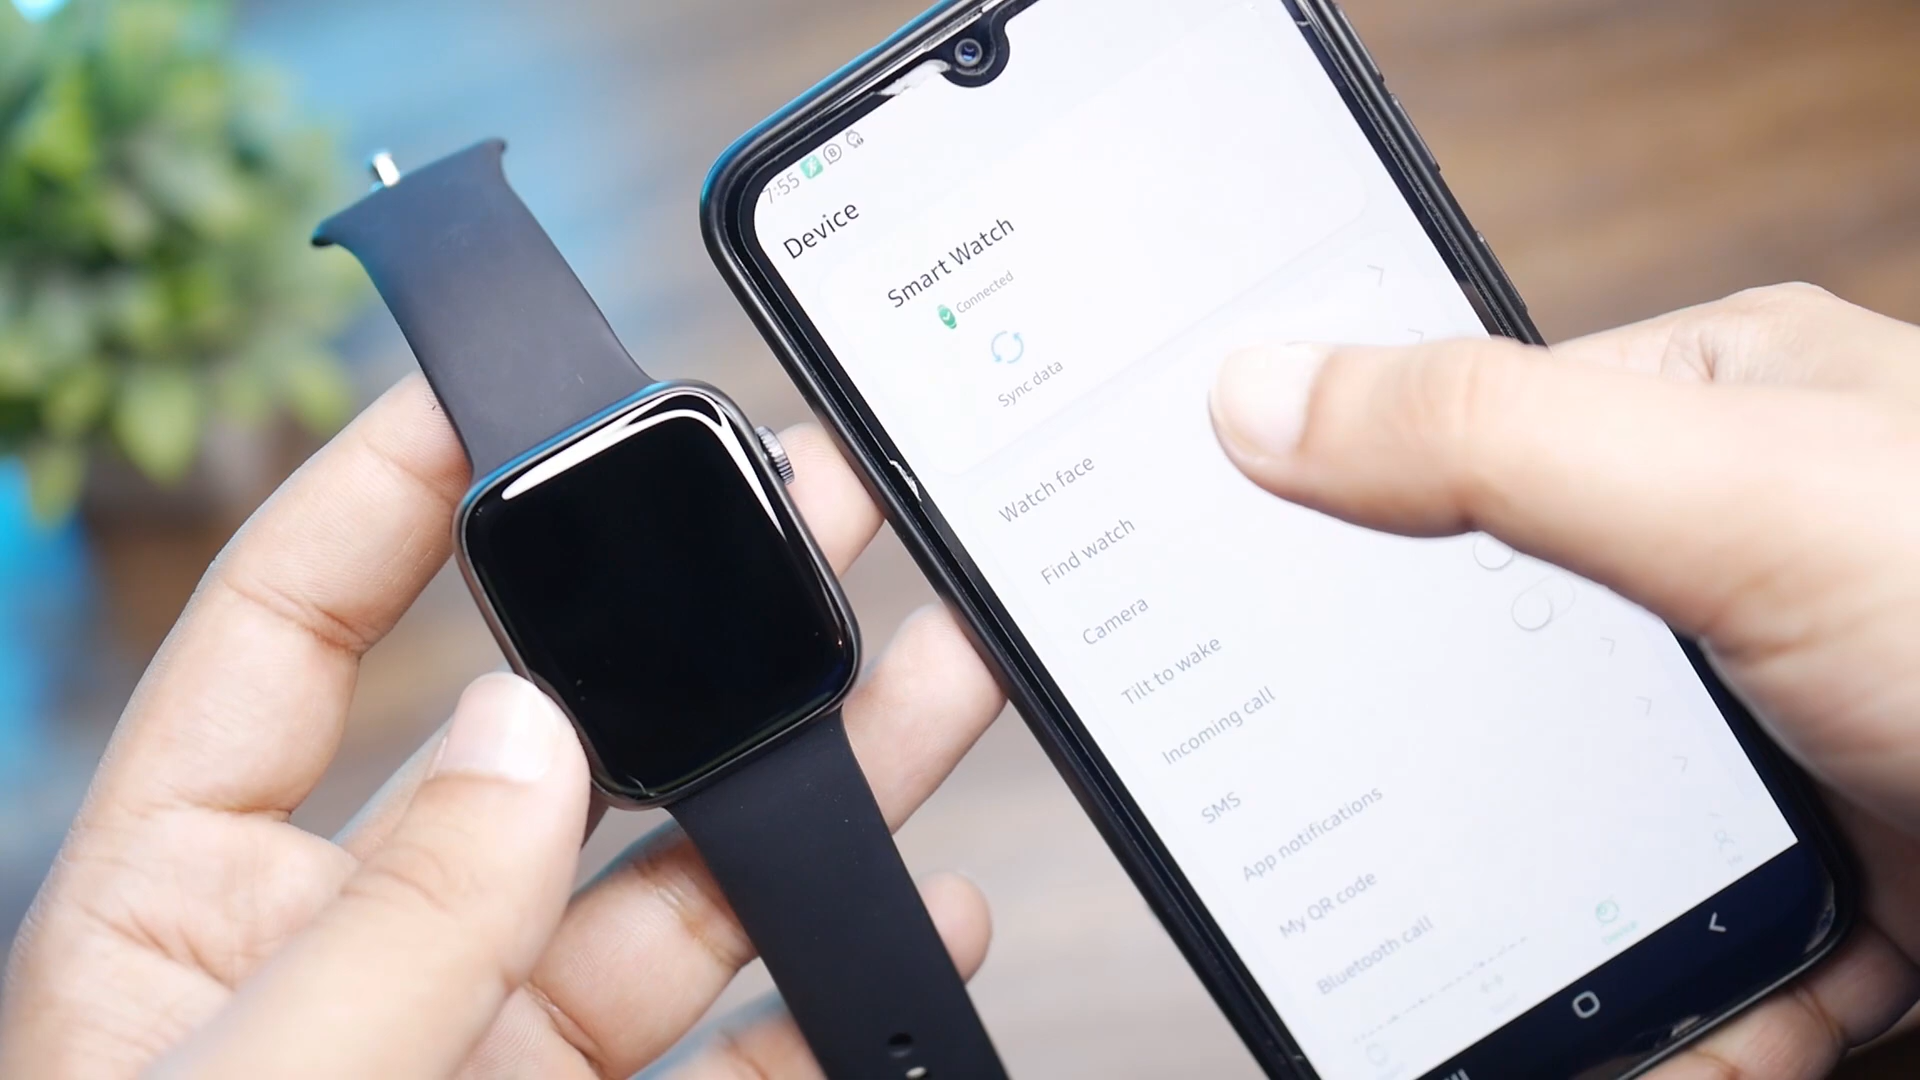 7:55
Device
Smart Watch
Connected
Sync data
Watch face
Find watch
Camera
Tilt to wake
Incoming call
SMS
App notifications
My QR code
Bluetooth call
Device